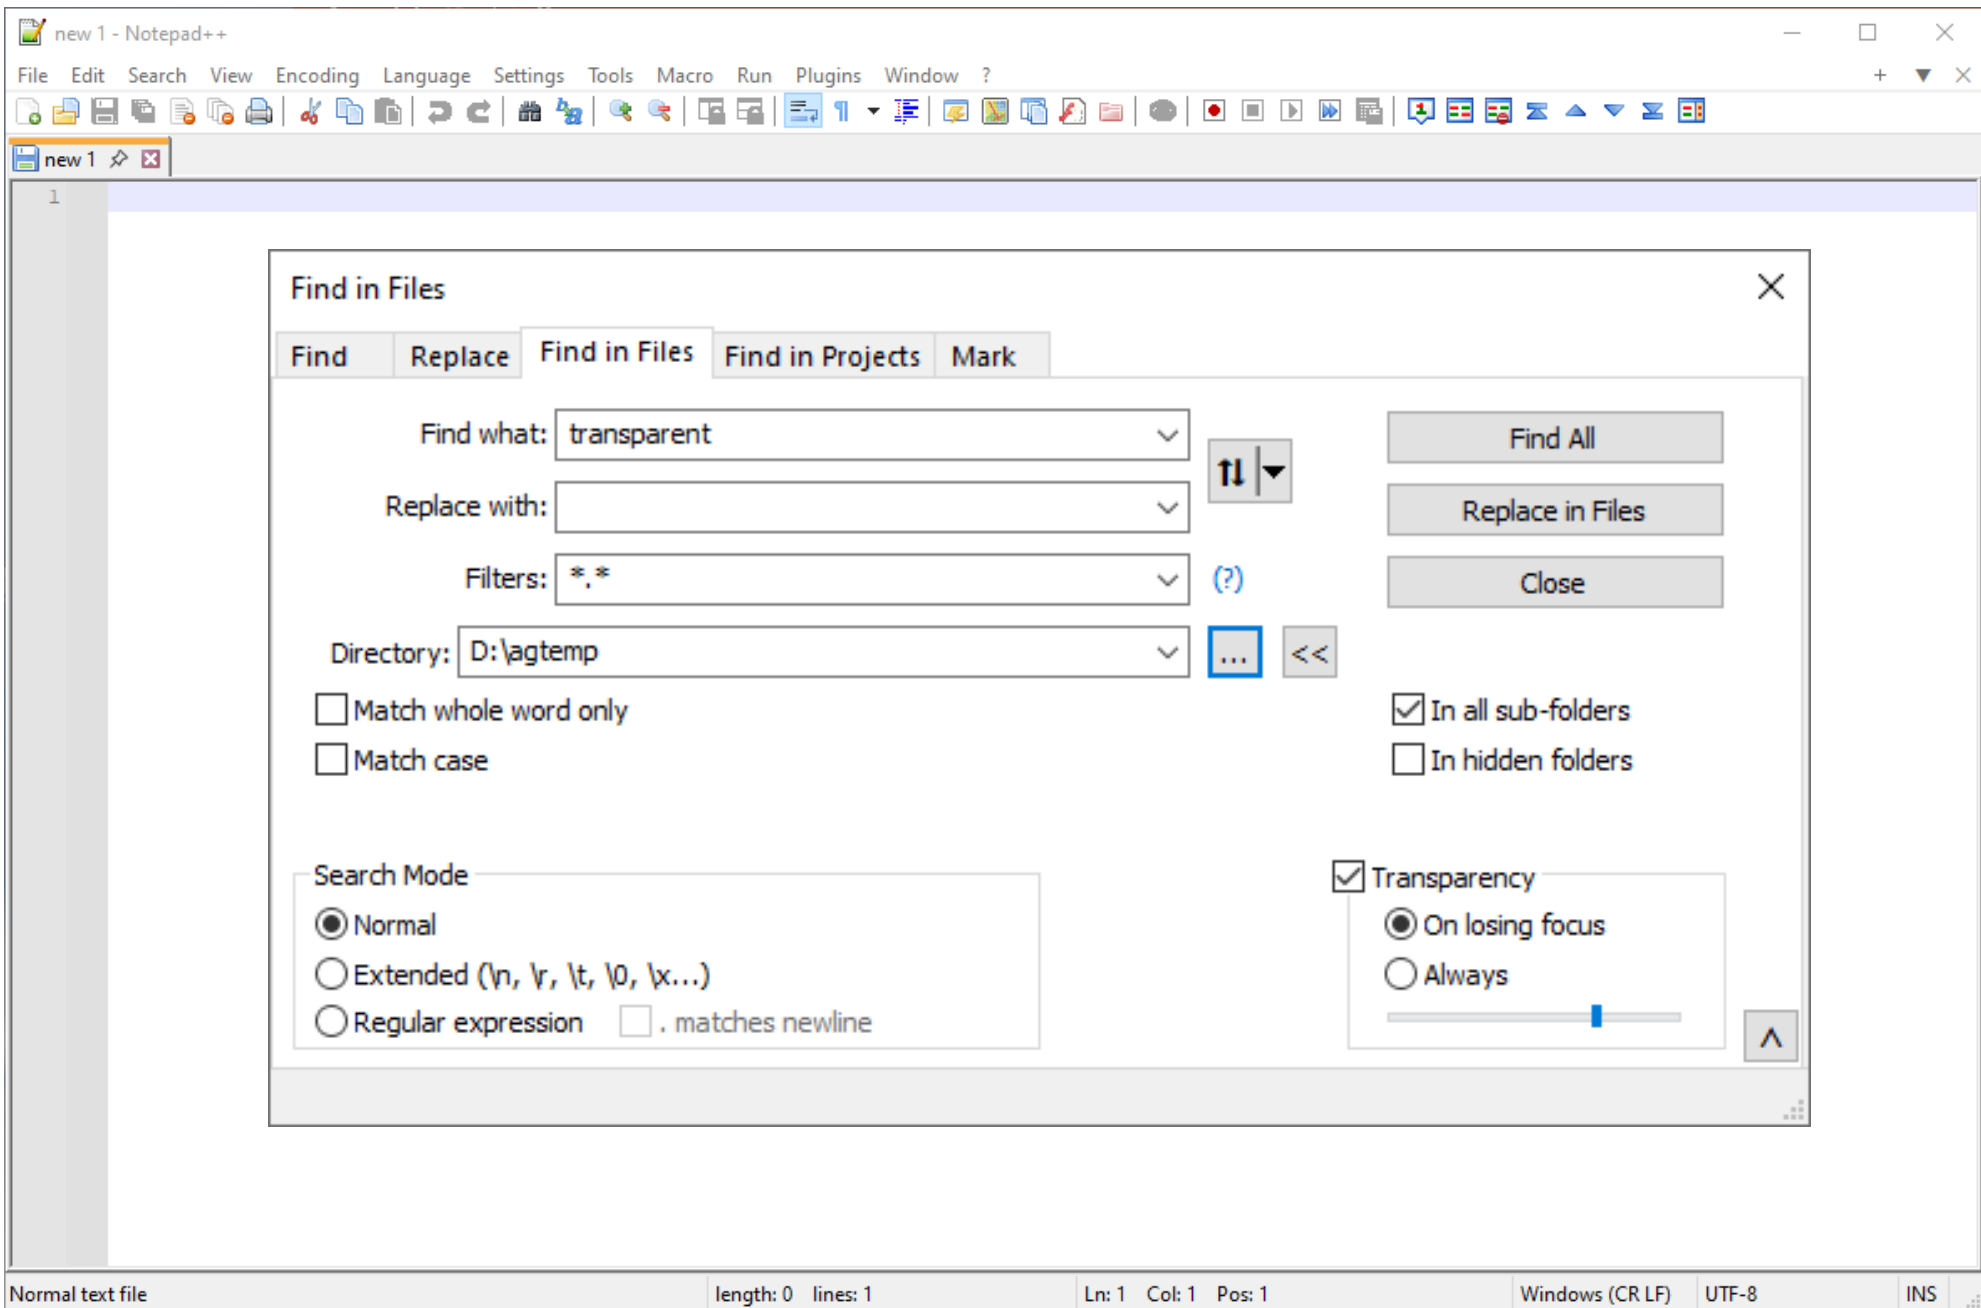 new 1 - Notepad++
File Edit Search View Encoding Language Settings Tools Macro Run Plugins Window ?
new 1
1
Find in Files
Find Replace Find in Files Find in Projects Mark
Find what: transparent Find All
Replace with: Replace in Files
Filters: *.* (?) Close
Directory: D:\agtemp ... <<
Match whole word only In all sub-folders
Match case In hidden folders
Search Mode Transparency
Normal On losing focus
Extended (\n, \r, \t, \0, \x...) Always
Regular expression . matches newline
Normal text file length: 0 lines: 1 Ln: 1 Col: 1 Pos: 1 Windows (CR LF) UTF-8 INS